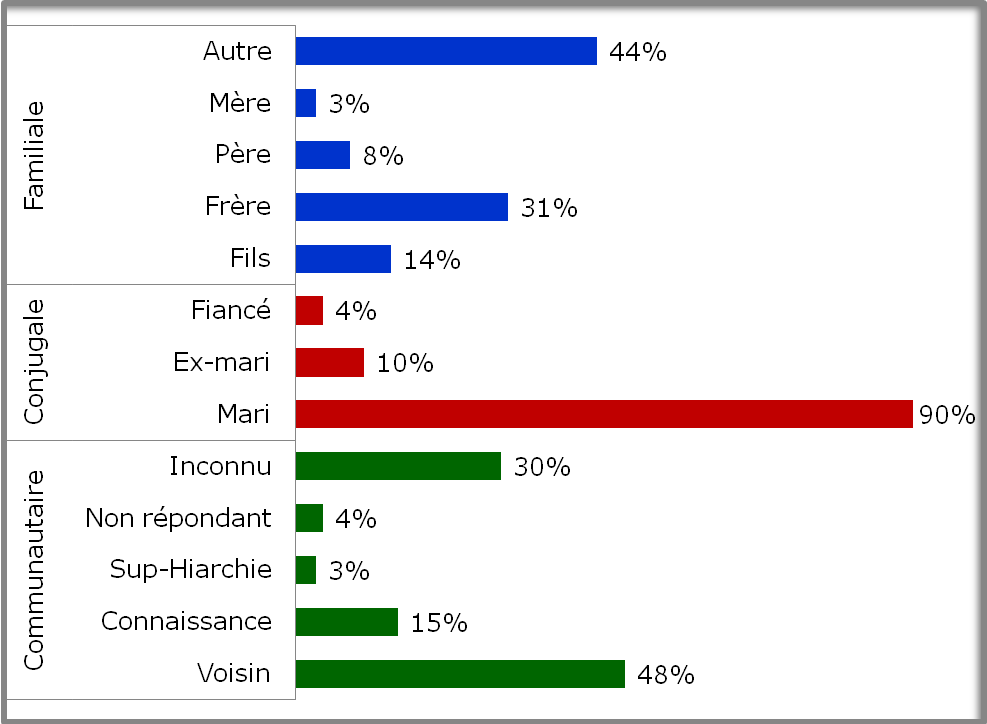 Familiale
Autre 44%
Mère 3%
Père 8%
Frère 31%
Fils 14%
Conjugale
Fiancé 4%
Ex-mari 10%
Mari 90%
Communautaire
Inconnu 30%
Non répondant 4%
Sup-Hiarchie 3%
Connaissance 15%
Voisin 48%